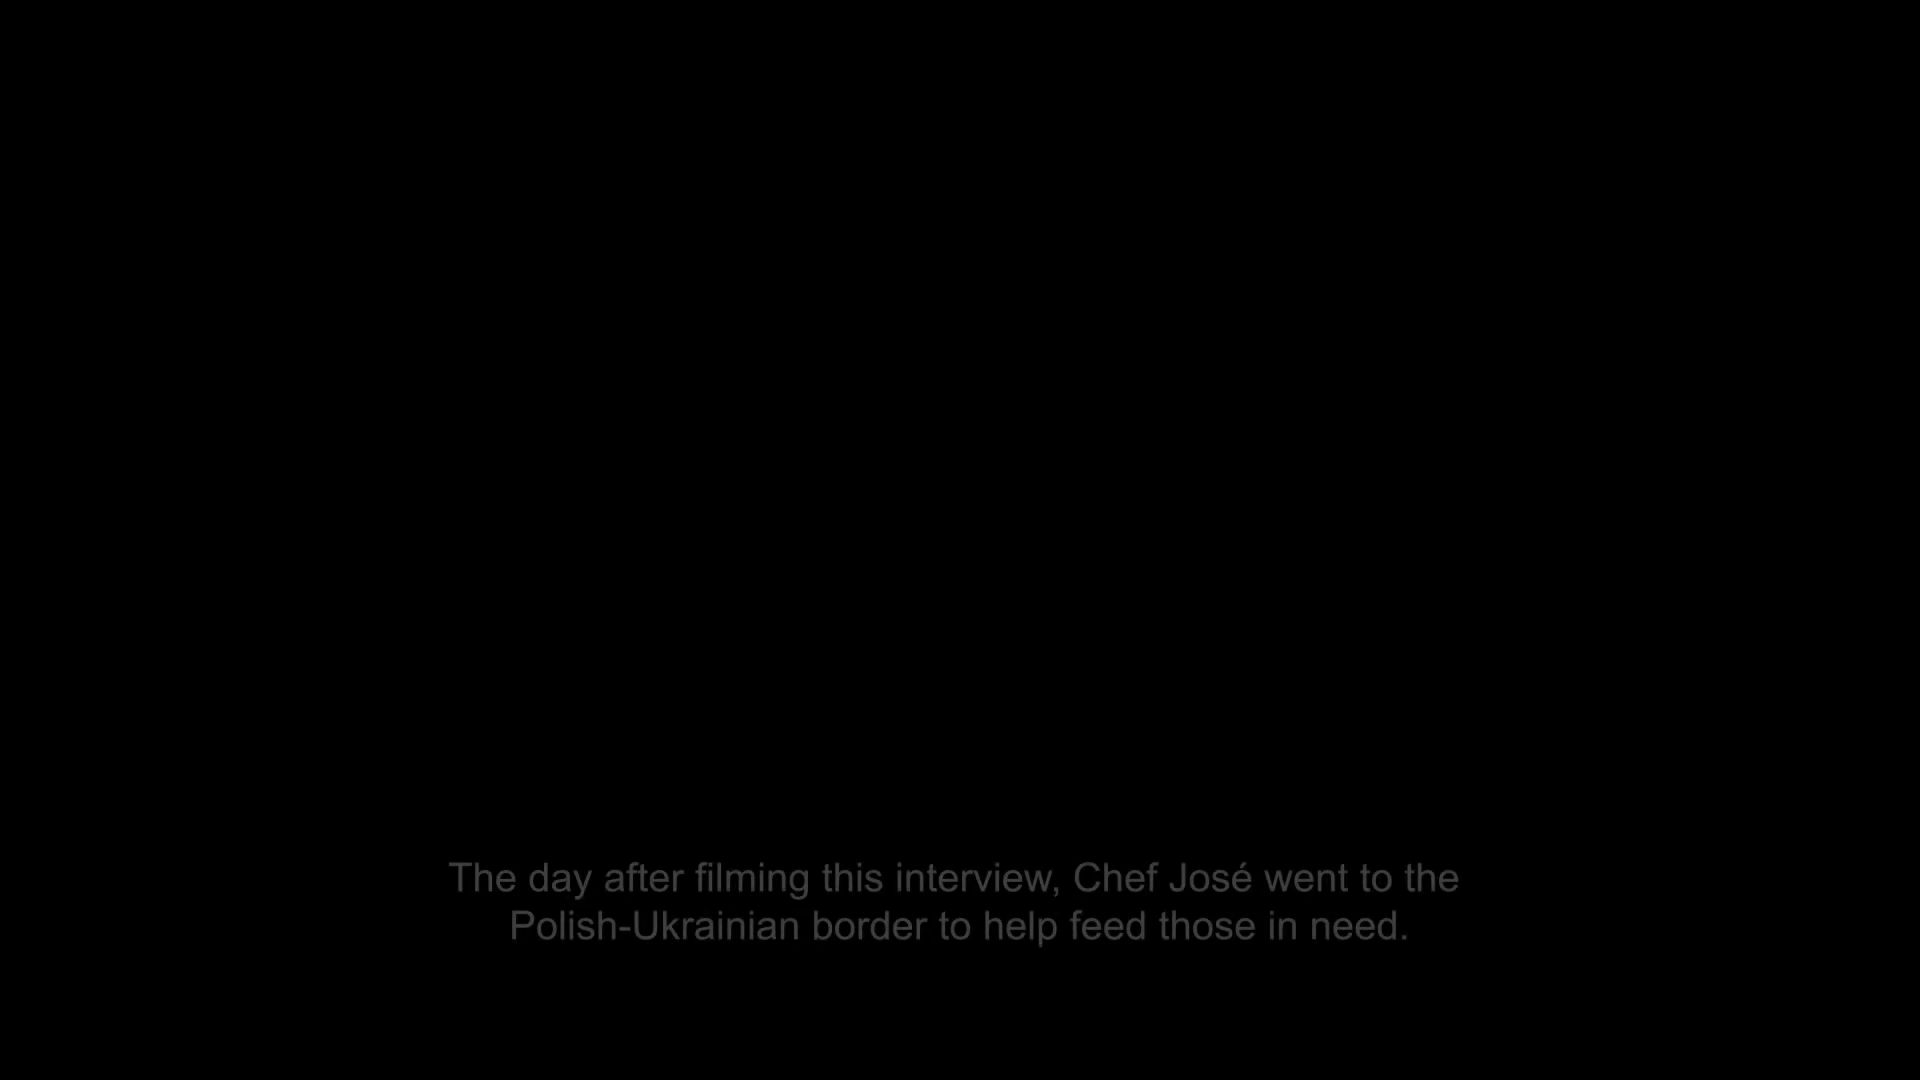 The day after filming this interview, Chef José went to the
Polish-Ukrainian border to help feed those in need.